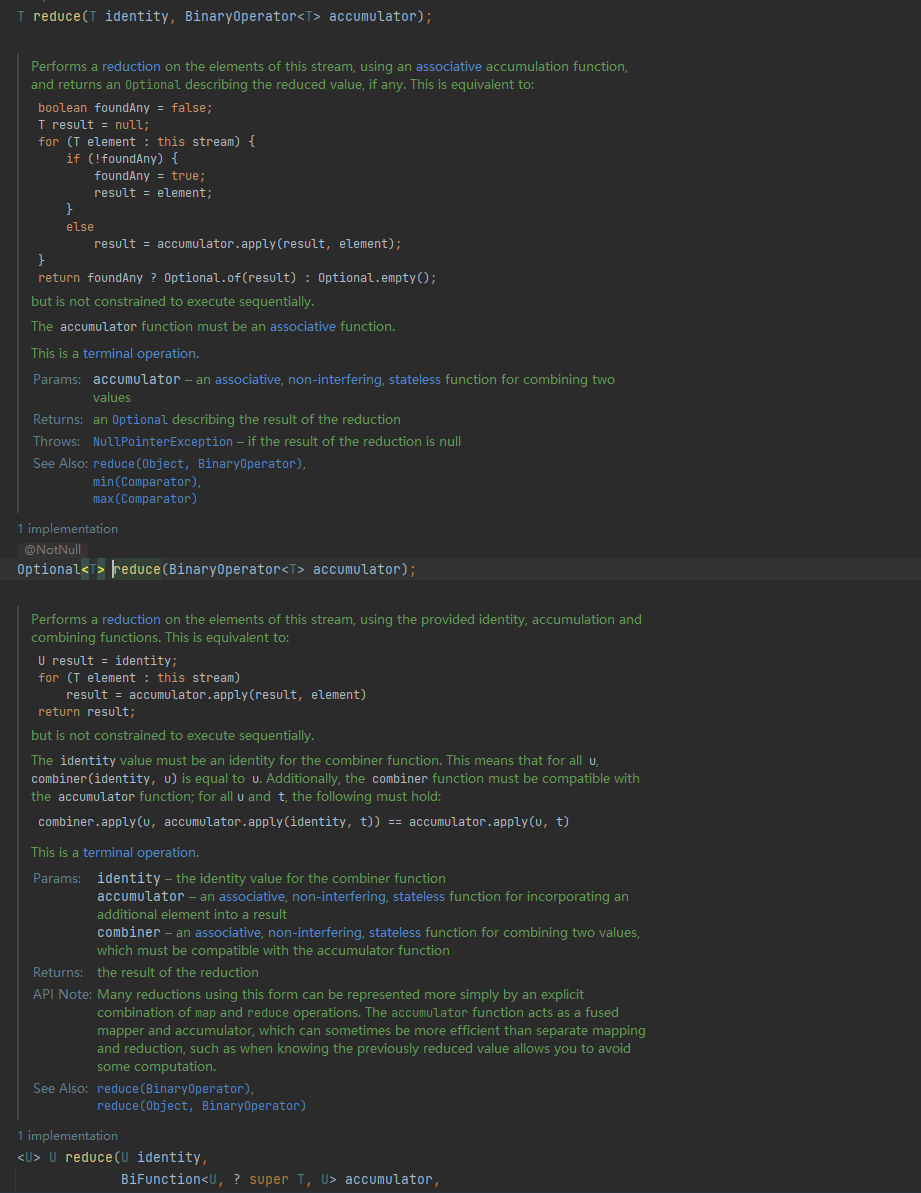 T reduce(T identity, BinaryOperator<T> accumulator);
Performs a reduction on the elements of this stream, using an associative accumulation function,
and returns an Optional describing the reduced value, if any. This is equivalent to:
boolean foundAny = false;
T result = null;
for (T element : this stream) {
if (!foundAny) {
foundAny = true;
result = element;
}
else
result = accumulator.apply(result, element);
}
return foundAny ? Optional.of(result) : Optional.empty();
but is not constrained to execute sequentially.
The accumulator function must be an associative function.
This is a terminal operation.
Params: accumulator – an associative, non-interfering, stateless function for combining two
values
Returns: an Optional describing the result of the reduction
Throws: NullPointerException – if the result of the reduction is null
See Also: reduce(Object, BinaryOperator),
min(Comparator),
max(Comparator)
1 implementation
@NotNull
Optional<T> reduce(BinaryOperator<T> accumulator);
Performs a reduction on the elements of this stream, using the provided identity, accumulation and
combining functions. This is equivalent to:
U result = identity;
for (T element : this stream)
result = accumulator.apply(result, element)
return result;
but is not constrained to execute sequentially.
The identity value must be an identity for the combiner function. This means that for all u,
combiner(identity, u) is equal to u. Additionally, the combiner function must be compatible with
the accumulator function; for all u and t, the following must hold:
combiner.apply(u, accumulator.apply(identity, t)) == accumulator.apply(u, t)
This is a terminal operation.
Params: identity – the identity value for the combiner function
accumulator – an associative, non-interfering, stateless function for incorporating an
additional element into a result
combiner – an associative, non-interfering, stateless function for combining two values,
which must be compatible with the accumulator function
Returns: the result of the reduction
API Note: Many reductions using this form can be represented more simply by an explicit
combination of map and reduce operations. The accumulator function acts as a fused
mapper and accumulator, which can sometimes be more efficient than separate mapping
and reduction, such as when knowing the previously reduced value allows you to avoid
some computation.
See Also: reduce(BinaryOperator),
reduce(Object, BinaryOperator)
1 implementation
<U> U reduce(U identity,
BiFunction<U, ? super T, U> accumulator,